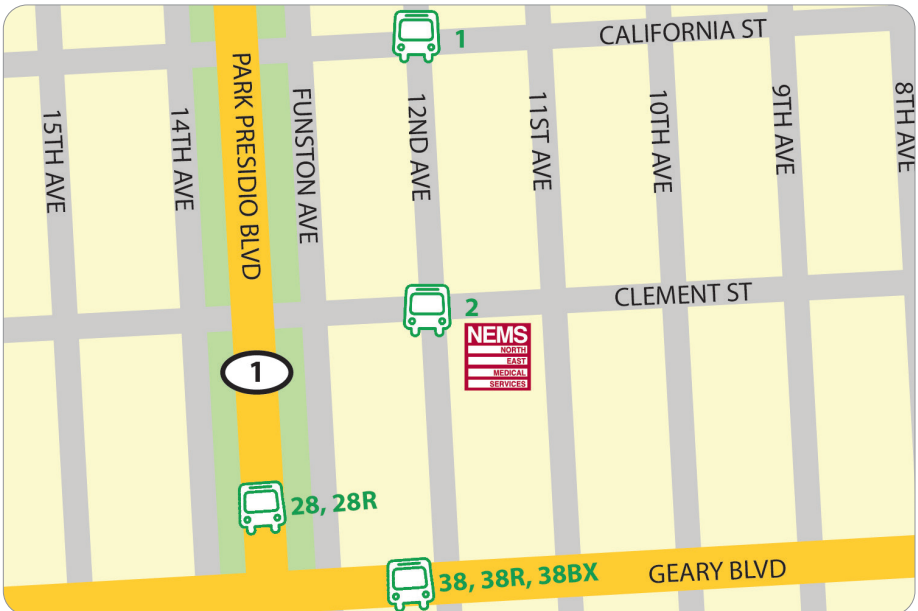 1
CALIFORNIA ST
15TH AVE
14TH AVE
PARK PRESIDIO BLVD
FUNSTON AVE
12ND AVE
11ST AVE
10TH AVE
9TH AVE
8TH AVE
2
CLEMENT ST
NEMS
NORTH
EAST
MEDICAL
SERVICES
1
28, 28R
38, 38R, 38BX
GEARY BLVD